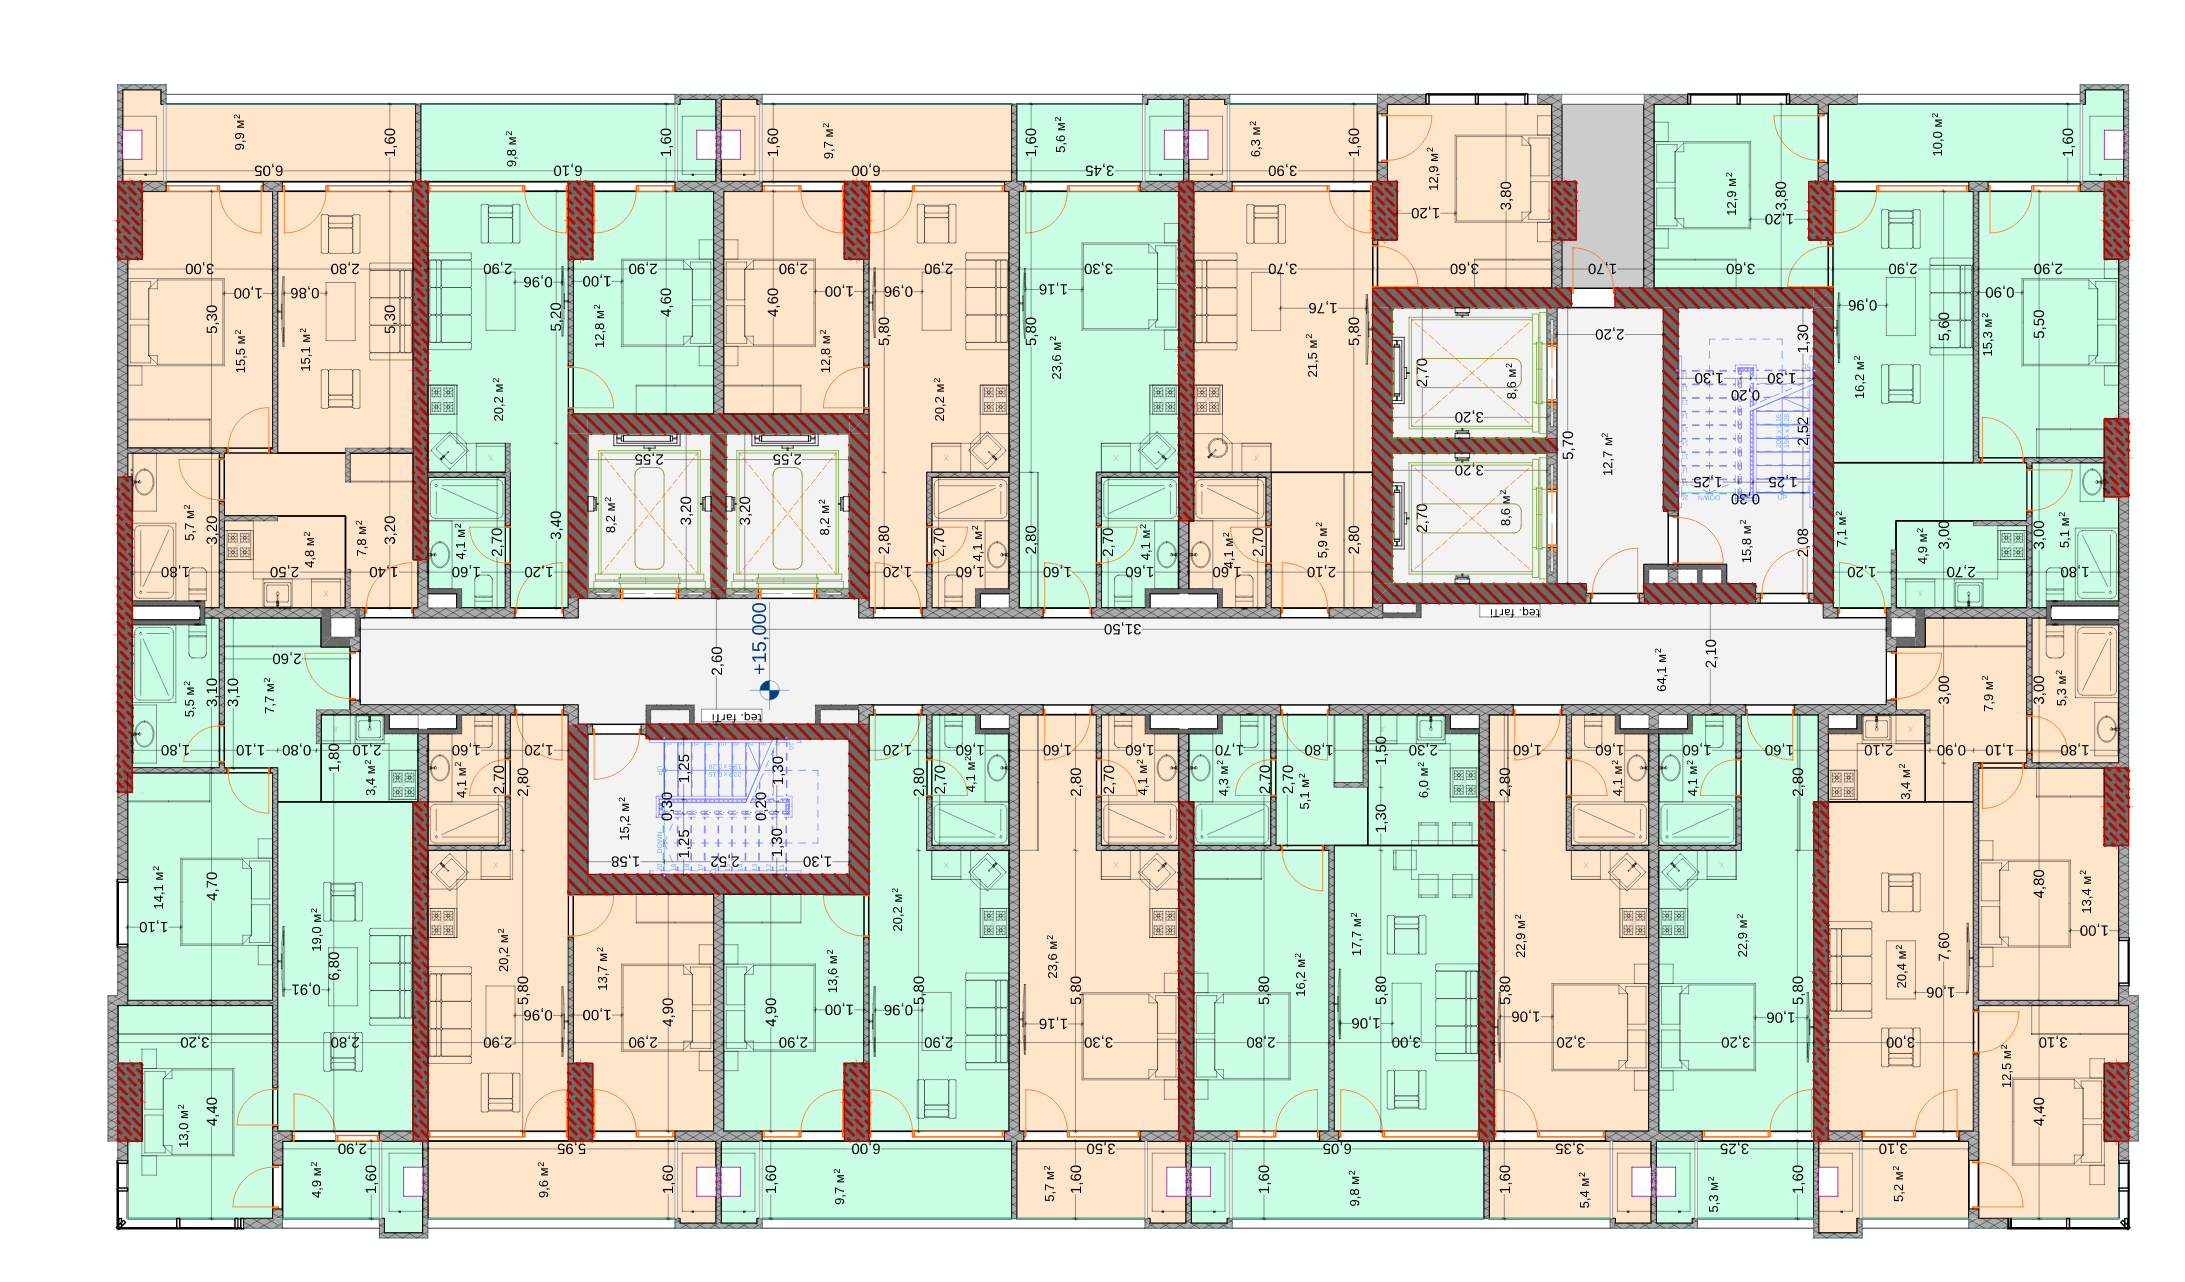 9,9 м²
1,60
6,05
9,8 м²
1,60
6,10
1,60
9,7 м²
6,00
1,60
5,6 м²
3,45
6,3 м²
1,60
3,90
12,9 м²
3,80
1,20
12,9 м²
3,80
1,20
10,0 м²
1,60
3,00
1,00
5,30
15,5 м²
2,80
0,86
15,1 м²
5,30
2,90
0,96
5,20
20,2 м²
2,90
1,00
4,60
12,8 м²
2,90
4,60
1,00
12,8 м²
2,90
0,96
5,80
20,2 м²
3,30
1,16
5,80
23,6 м²
3,70
1,76
5,80
21,5 м²
3,60
1,70
3,60
2,90
0,96
5,60
16,2 м²
2,90
0,90
5,50
15,3 м²
2,20
2,70
8,6 м²
3,20
5,70
12,7 м²
3,20
2,70
8,6 м²
1,30
1,30
1,30
0,20
2,52
1,25
1,25
0,30
DOWN
15,8 м²
2,08
5,7 м²
3,20
1,80
4,8 м²
2,50
7,8 м²
3,20
1,40
4,1 м²
2,70
1,60
3,40
1,20
2,55
8,2 м²
3,20
2,55
3,20
8,2 м²
2,80
1,20
2,70
4,1 м²
1,60
2,80
1,60
2,70
4,1 м²
1,60
4,1 м²
2,70
1,60
5,9 м²
2,80
2,10
7,1 м²
1,20
4,9 м²
3,00
2,70
3,00
5,1 м²
1,80
teq. farTi
31,50
+15,000
2,60
64,1 м²
2,10
teq. farTi
2,60
5,5 м²
3,10
3,10
7,7 м²
1,80
1,10
0,80
1,80
2,10
3,4 м²
1,60
4,1 м²
2,70
1,20
2,80
15,2 м²
1,25
1,30
0,30
0,20
1,25
1,30
DOWN
1,58
2,52
1,30
1,20
2,80
1,60
2,70
4,1 м²
1,60
2,80
1,60
2,70
4,1 м²
1,70
4,3 м²
2,70
1,80
2,70
5,1 м²
1,50
2,30
6,0 м²
1,30
1,60
2,80
1,60
4,1 м²
1,60
4,1 м²
1,60
2,80
2,10
3,4 м²
3,00
0,90
1,10
7,9 м²
3,00
5,3 м²
1,80
14,1 м²
4,70
1,10
19,0 м²
6,80
0,91
2,80
20,2 м²
5,80
0,96
2,90
13,7 м²
1,00
4,90
2,90
4,90
13,6 м²
1,00
2,90
20,2 м²
5,80
0,96
2,90
23,6 м²
5,80
1,16
3,30
5,80
16,2 м²
2,80
17,7 м²
5,80
1,06
3,00
22,9 м²
5,80
1,06
3,20
22,9 м²
5,80
1,06
3,20
20,4 м²
7,60
1,06
3,00
4,80
13,4 м²
1,00
3,20
4,40
13,0 м²
12,5 м²
3,10
4,40
2,90
4,9 м²
1,60
5,95
9,6 м²
1,60
6,00
1,60
9,7 м²
3,50
5,7 м²
1,60
6,05
1,60
9,8 м²
3,35
1,60
5,4 м²
3,25
5,3 м²
1,60
3,10
5,2 м²